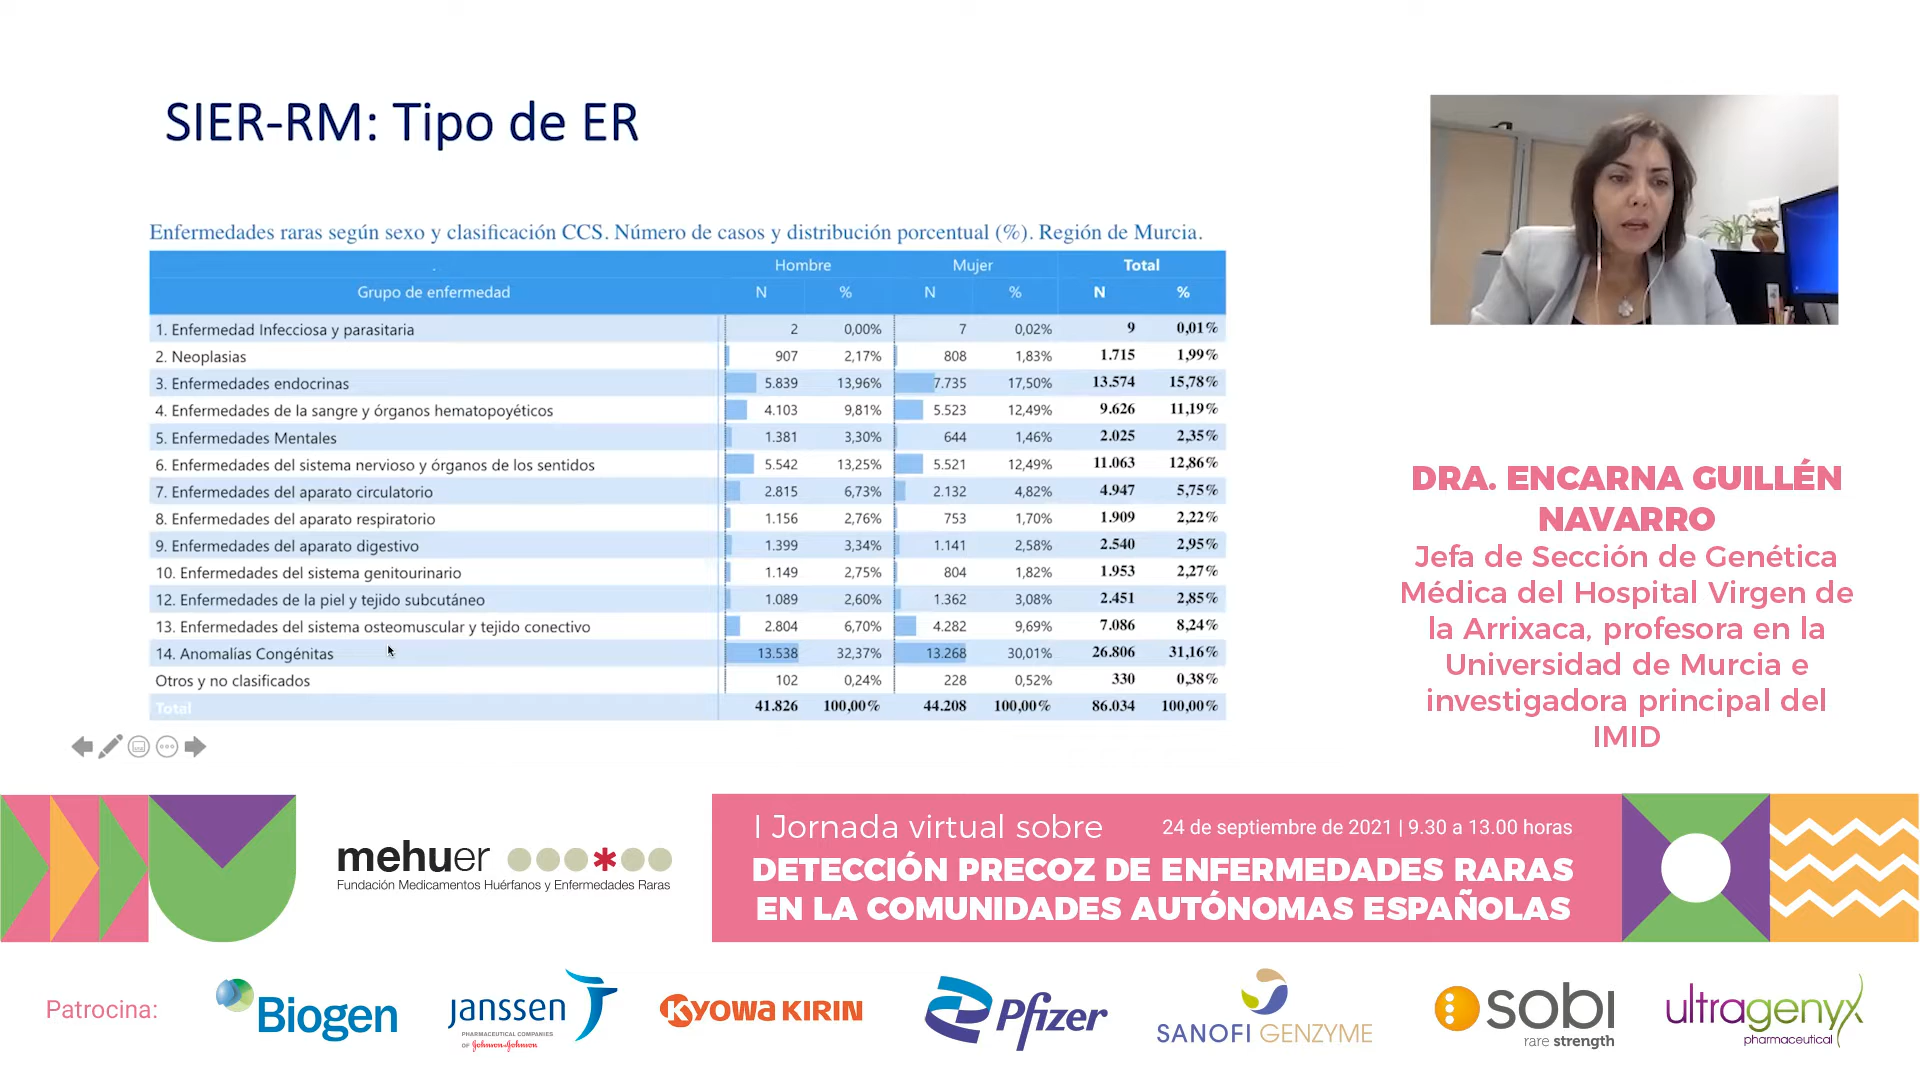 SIER-RM: Tipo de ER
Enfermedades raras según sexo y clasificación CCS. Número de casos y distribución porcentual (%). Región de Murcia.
Hombre Mujer Total
Grupo de enfermedad N % N % N %
1. Enfermedad Infecciosa y parasitaria 2 0,00% 7 0,02% 9 0,01%
2. Neoplasias 907 2,17% 808 1,83% 1.715 1,99%
3. Enfermedades endocrinas 5.839 13,96% 7.735 17,50% 13.574 15,78%
4. Enfermedades de la sangre y órganos hematopoyéticos 4.103 9,81% 5.523 12,49% 9.626 11,19%
5. Enfermedades Mentales 1.381 3,30% 644 1,46% 2.025 2,35%
6. Enfermedades del sistema nervioso y órganos de los sentidos 5.542 13,25% 5.521 12,49% 11.063 12,86%
7. Enfermedades del aparato circulatorio 2.815 6,73% 2.132 4,82% 4.947 5,75%
8. Enfermedades del aparato respiratorio 1.156 2,76% 753 1,70% 1.909 2,22%
9. Enfermedades del aparato digestivo 1.399 3,34% 1.141 2,58% 2.540 2,95%
10. Enfermedades del sistema genitourinario 1.149 2,75% 804 1,82% 1.953 2,27%
12. Enfermedades de la piel y tejido subcutáneo 1.089 2,60% 1.362 3,08% 2.451 2,85%
13. Enfermedades del sistema osteomuscular y tejido conectivo 2.804 6,70% 4.282 9,69% 7.086 8,24%
14. Anomalías Congénitas 13.538 32,37% 13.268 30,01% 26.806 31,16%
Otros y no clasificados 102 0,24% 228 0,52% 330 0,38%
Total 41.826 100,00% 44.208 100,00% 86.034 100,00%
DRA. ENCARNA GUILLÉN
NAVARRO
Jefa de Sección de Genética
Médica del Hospital Virgen de
la Arrixaca, profesora en la
Universidad de Murcia e
investigadora principal del
IMID
mehuer
Fundación Medicamentos Huérfanos y Enfermedades Raras
I Jornada virtual sobre 24 de septiembre de 2021 | 9.30 a 13.00 horas
DETECCIÓN PRECOZ DE ENFERMEDADES RARAS
EN LA COMUNIDADES AUTÓNOMAS ESPAÑOLAS
Patrocina:
Biogen
Janssen
PHARMACEUTICAL COMPANIES
OF Johnson & Johnson
KYOWA KIRIN
Pfizer
SANOFI GENZYME
sobi
rare strength
ultragenyx
pharmaceutical